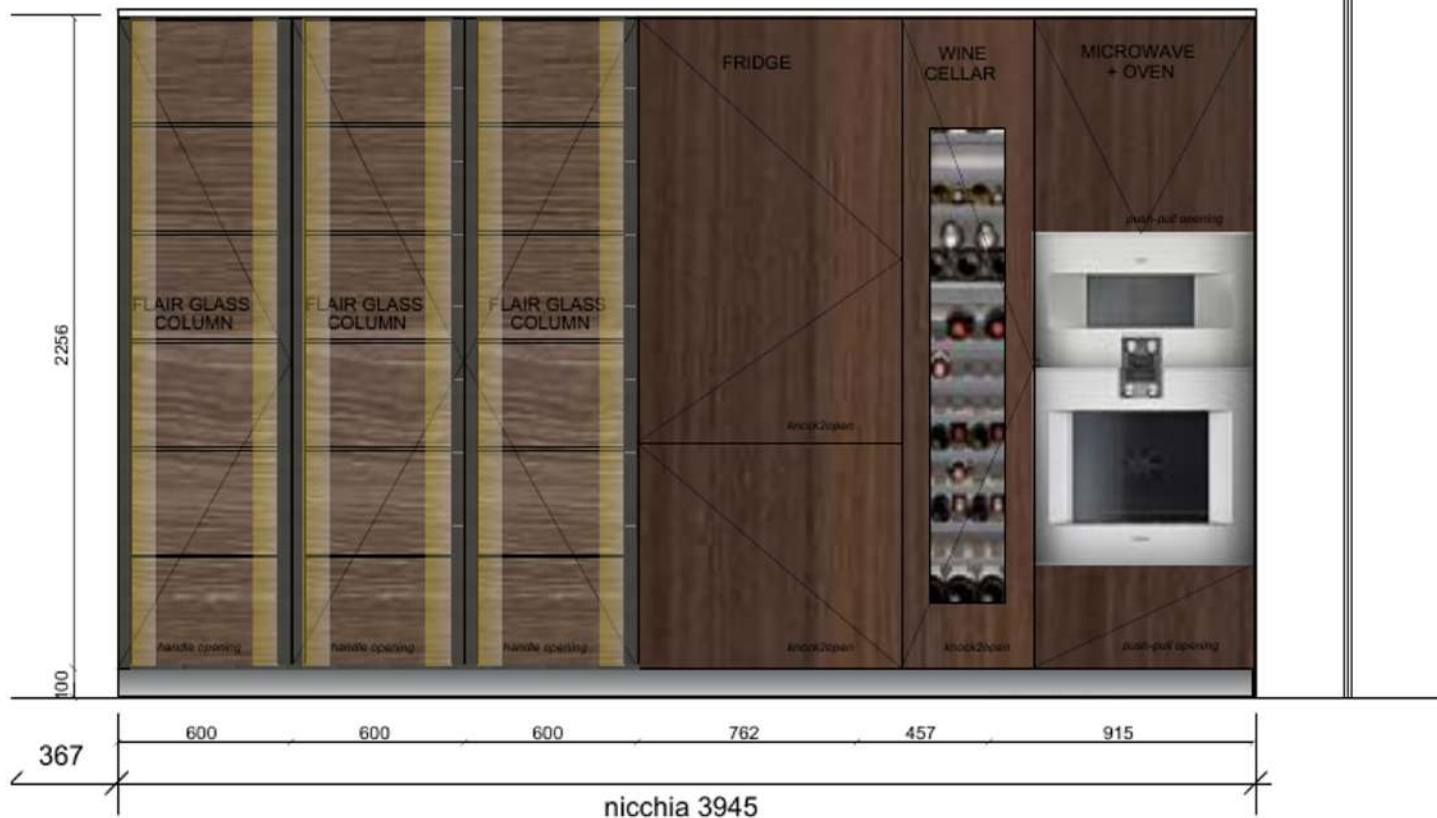 FRIDGE
WINE
CELLAR
MICROWAVE
+ OVEN
push-pull opening
FLAIR GLASS
COLUMN
FLAIR GLASS
COLUMN
FLAIR GLASS
COLUMN
2256
knock2open
handle opening
handle opening
handle opening
knock2open
knock2open
push-pull opening
100
600
600
600
762
457
915
367
nicchia 3945